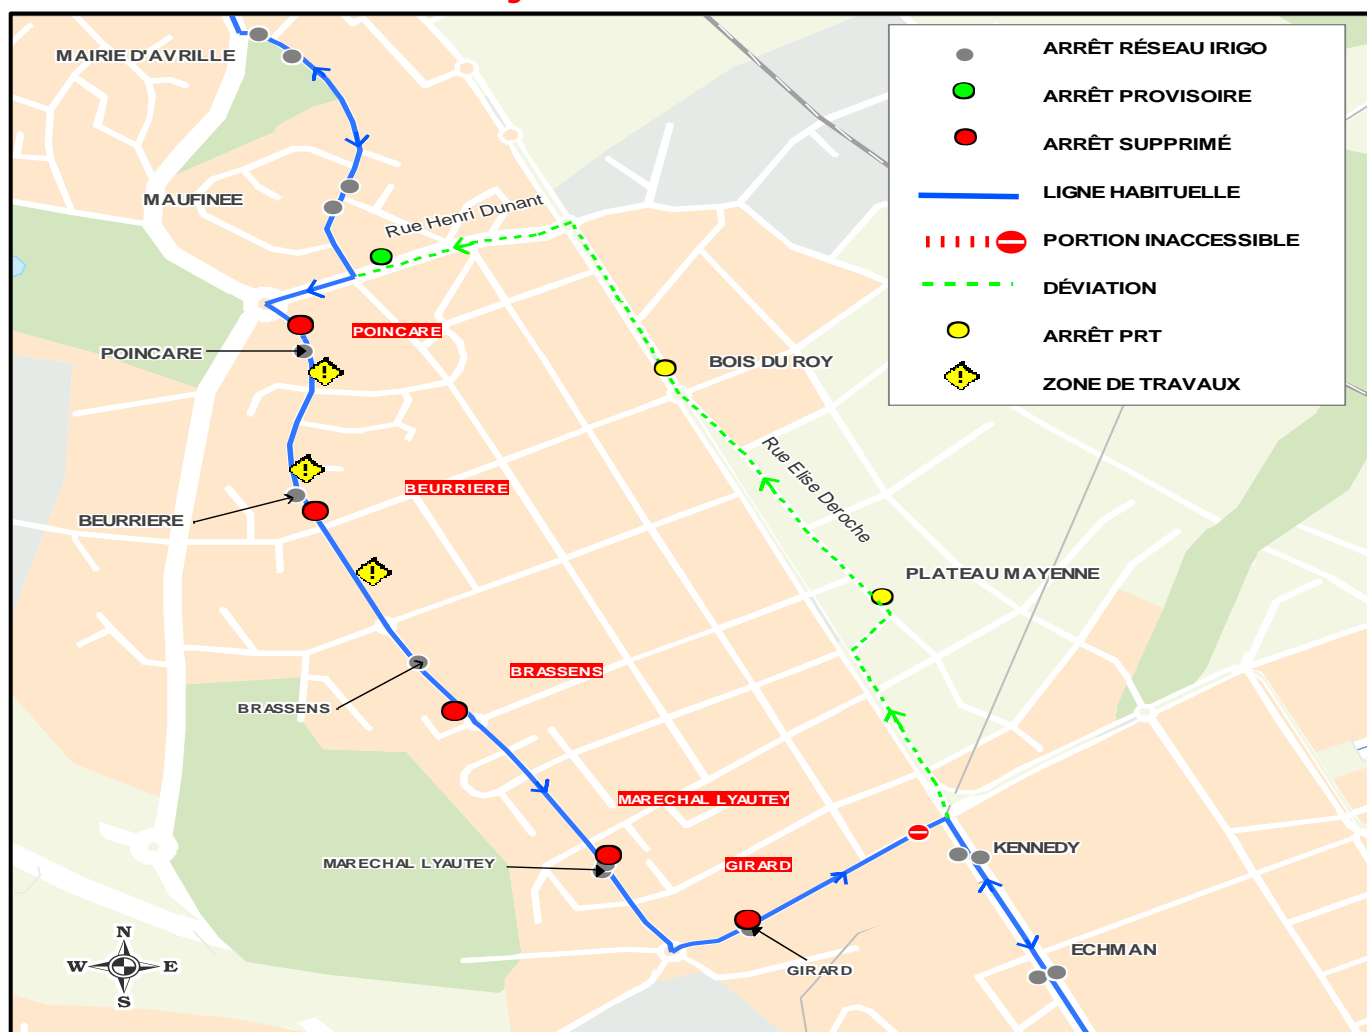 MAIRIE D'AVRILLE
MAUFINEE
Rue Henri Dunant
POINCARE
POINCARE
BOIS DU ROY
BEURRIERE
BEURRIERE
Rue Elise Deroche
PLATEAU MAYENNE
BRASSENS
BRASSENS
MARECHAL LYAUTEY
MARECHAL LYAUTEY
GIRARD
KENNEDY
ECHMAN
GIRARD
N
W E
S
ARRÊT RÉSEAU IRIGO
ARRÊT PROVISOIRE
ARRÊT SUPPRIMÉ
LIGNE HABITUELLE
PORTION INACCESSIBLE
DÉVIATION
ARRÊT PRT
ZONE DE TRAVAUX